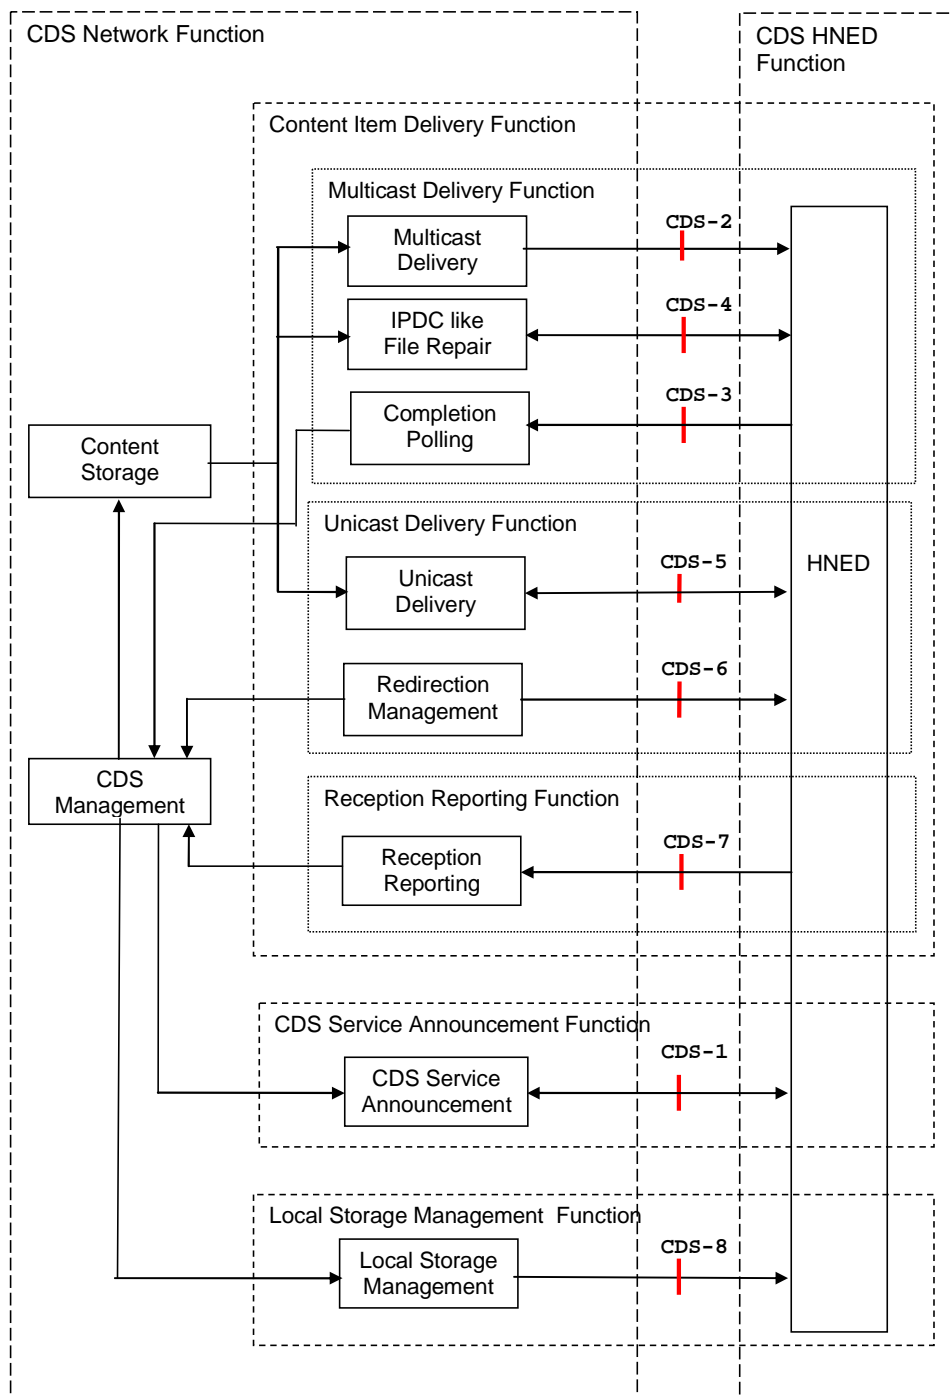 CDS Network Function
CDS HNED
Function
Content Item Delivery Function
Multicast Delivery Function
Multicast
Delivery
CDS-2
IPDC like
File Repair
CDS-4
Completion
Polling
CDS-3
Content
Storage
Unicast Delivery Function
Unicast
Delivery
CDS-5
HNED
Redirection
Management
CDS-6
CDS
Management
Reception Reporting Function
Reception
Reporting
CDS-7
CDS Service Announcement Function
CDS Service
Announcement
CDS-1
Local Storage Management Function
Local Storage
Management
CDS-8